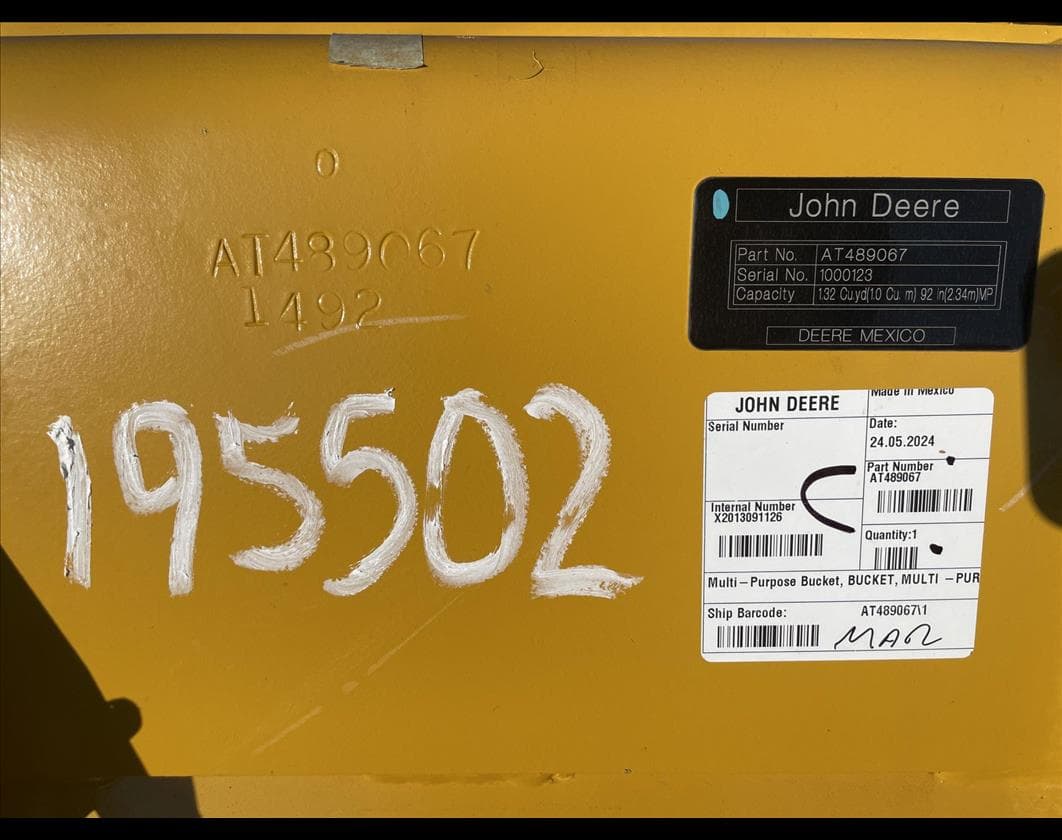 O
AT489067
1492
195502
John Deere
Part No. AT489067
Serial No. 1000123
Capacity 1.32 Cu.yd(1.0 Cu. m) 92 in(2.34m)MP
DEERE MEXICO
JOHN DEERE
Made in Mexico
Serial Number
Date:
24.05.2024
Part Number
AT489067
Internal Number
X2013091126
Quantity:1
Multi-Purpose Bucket, BUCKET, MULTI -PUR
Ship Barcode: AT489067\1
MAR